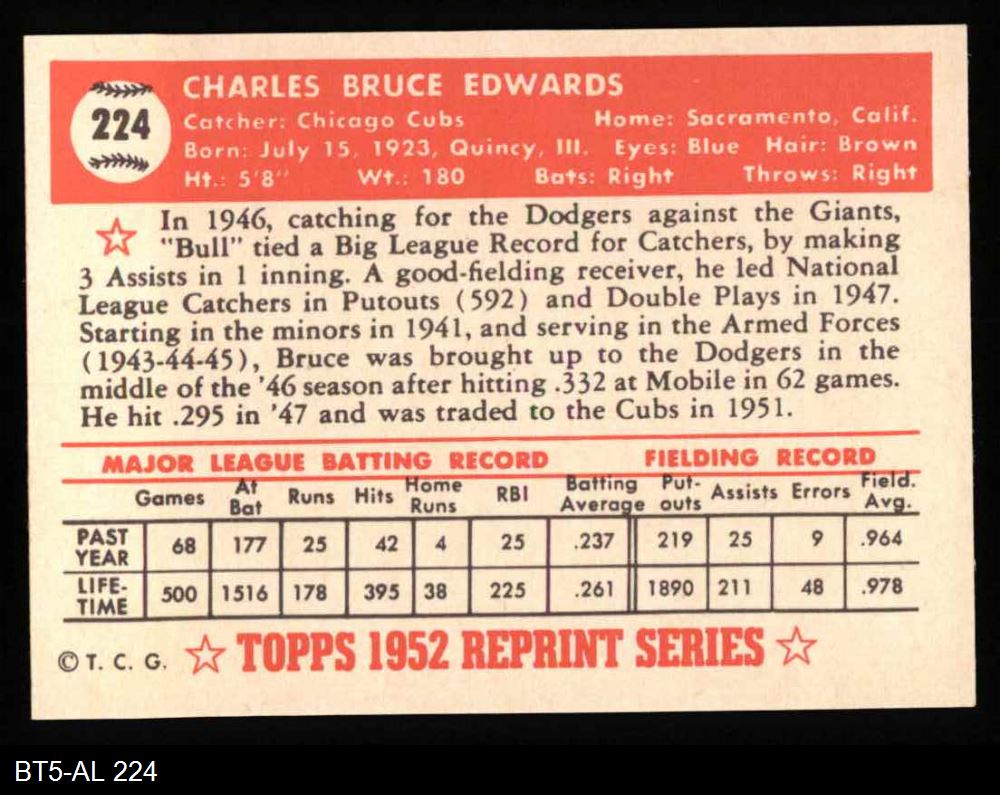 224
CHARLES BRUCE EDWARDS
Catcher: Chicago Cubs Home: Sacramento, Calif.
Born: July 15, 1923, Quincy, Ill. Eyes: Blue Hair: Brown
Ht.: 5'8" Wt.: 180 Bats: Right Throws: Right
In 1946, catching for the Dodgers against the Giants,
"Bull" tied a Big League Record for Catchers, by making
3 Assists in 1 inning. A good-fielding receiver, he led National
League Catchers in Putouts (592) and Double Plays in 1947.
Starting in the minors in 1941, and serving in the Armed Forces
(1943-44-45), Bruce was brought up to the Dodgers in the
middle of the '46 season after hitting .332 at Mobile in 62 games.
He hit .295 in '47 and was traded to the Cubs in 1951.
MAJOR LEAGUE BATTING RECORD FIELDING RECORD
Games At Bat Runs Hits Home Runs RBI Batting Average Put-outs Assists Errors Field. Avg.
PAST YEAR 68 177 25 42 4 25 .237 219 25 9 .964
LIFE-TIME 500 1516 178 395 38 225 .261 1890 211 48 .978
© T. C. G. TOPPS 1952 REPRINT SERIES
BT5-AL 224